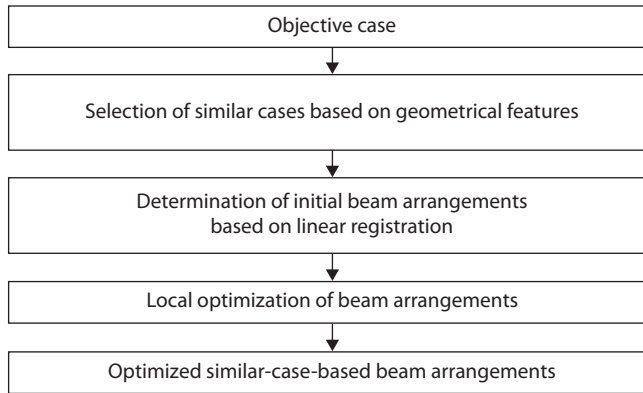 Objective case
Selection of similar cases based on geometrical features
Determination of initial beam arrangements
based on linear registration
Local optimization of beam arrangements
Optimized similar-case-based beam arrangements